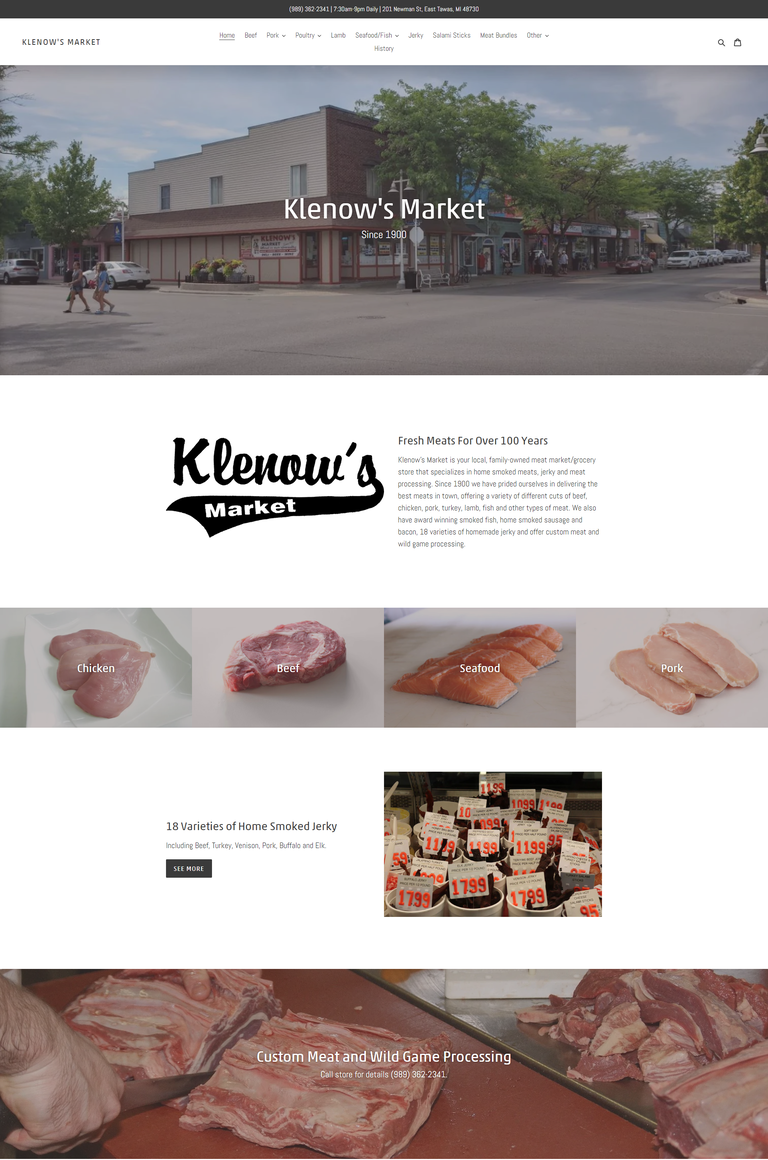 (989) 362-2341 | 7:30am-9pm Daily | 201 Newman St, East Tawas, MI 48730
KLENOW'S MARKET
Home Beef Pork Poultry Lamb Seafood/Fish Jerky Salami Sticks Meat Bundles Other
History
Klenow's Market
Since 1900
KLENOW'S
MARKET
Klenow's
Market
Fresh Meats For Over 100 Years
Klenow's Market is your local, family-owned meat market/grocery
store that specializes in home smoked meats, jerky and meat
processing. Since 1900 we have prided ourselves in delivering the
best meats in town, offering a variety of different cuts of beef,
chicken, pork, turkey, lamb, fish and other types of meat. We also
have award winning smoked fish, home smoked sausage and
bacon, 18 varieties of homemade jerky and offer custom meat and
wild game processing.
Chicken
Beef
Seafood
Pork
18 Varieties of Home Smoked Jerky
Including Beef, Turkey, Venison, Pork, Buffalo and Elk.
SEE MORE
1199
1099
1199
1199
1199
1799
1799
1799
Custom Meat and Wild Game Processing
Call store for details (989) 362-2341.